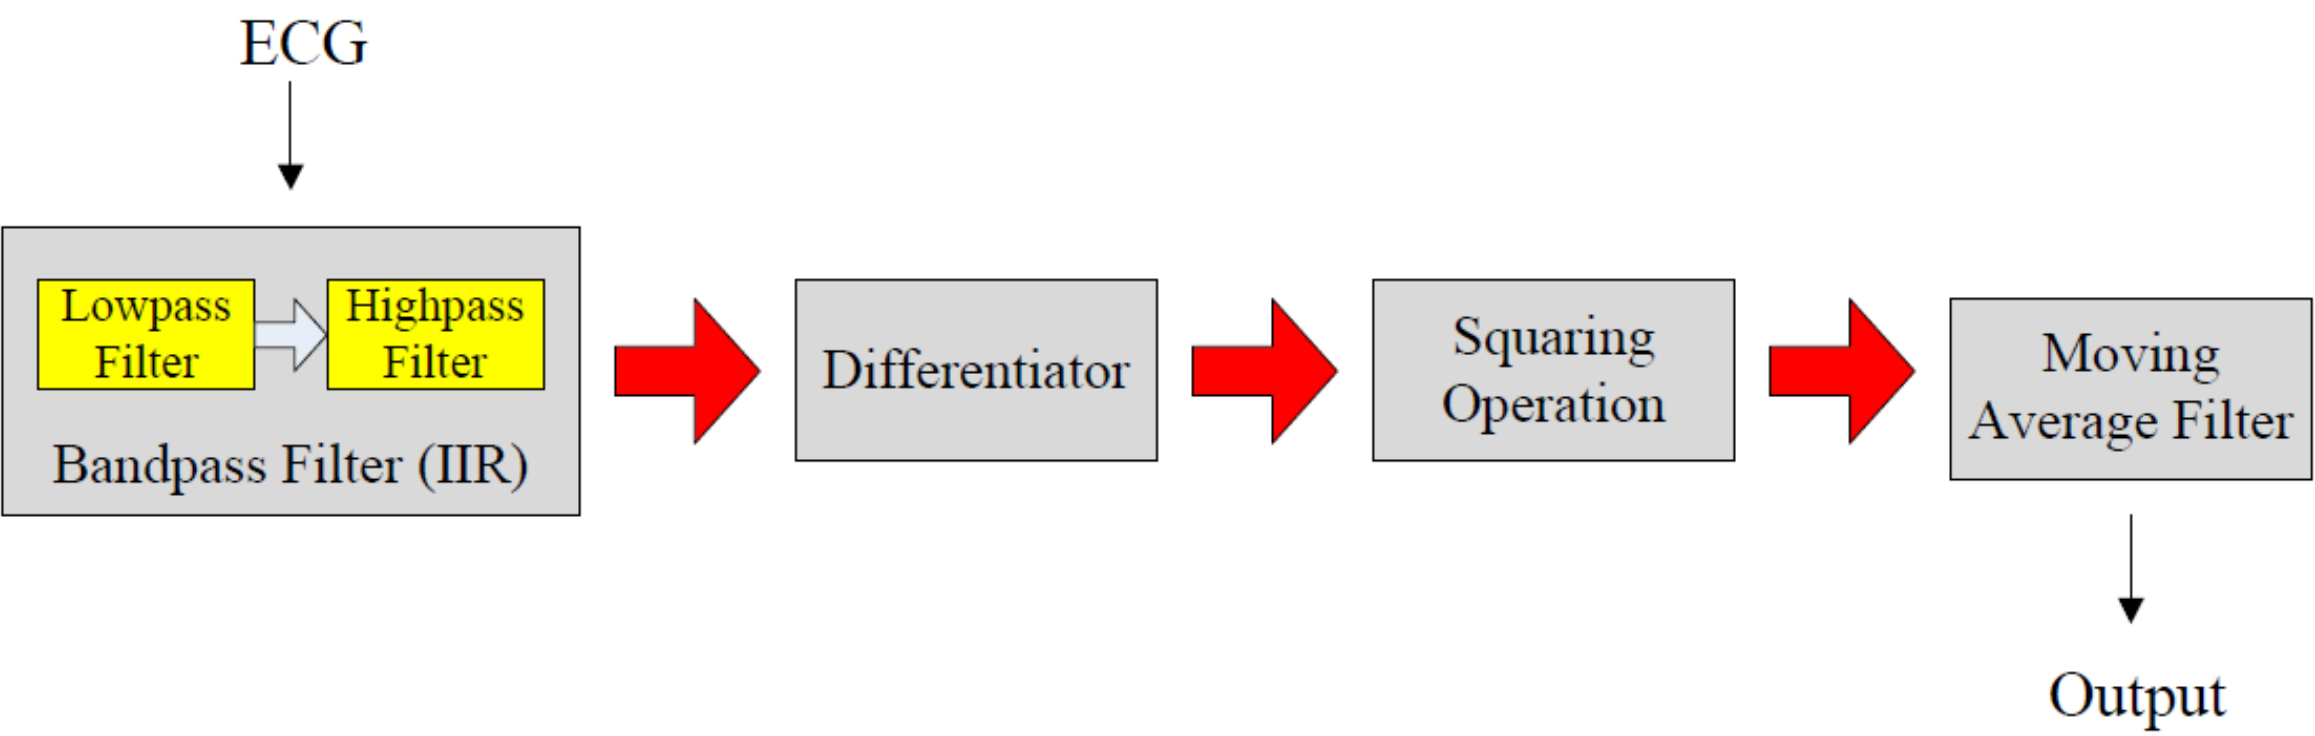 ECG
Lowpass
Filter
Highpass
Filter
Bandpass Filter (IIR)
Differentiator
Squaring
Operation
Moving
Average Filter
Output